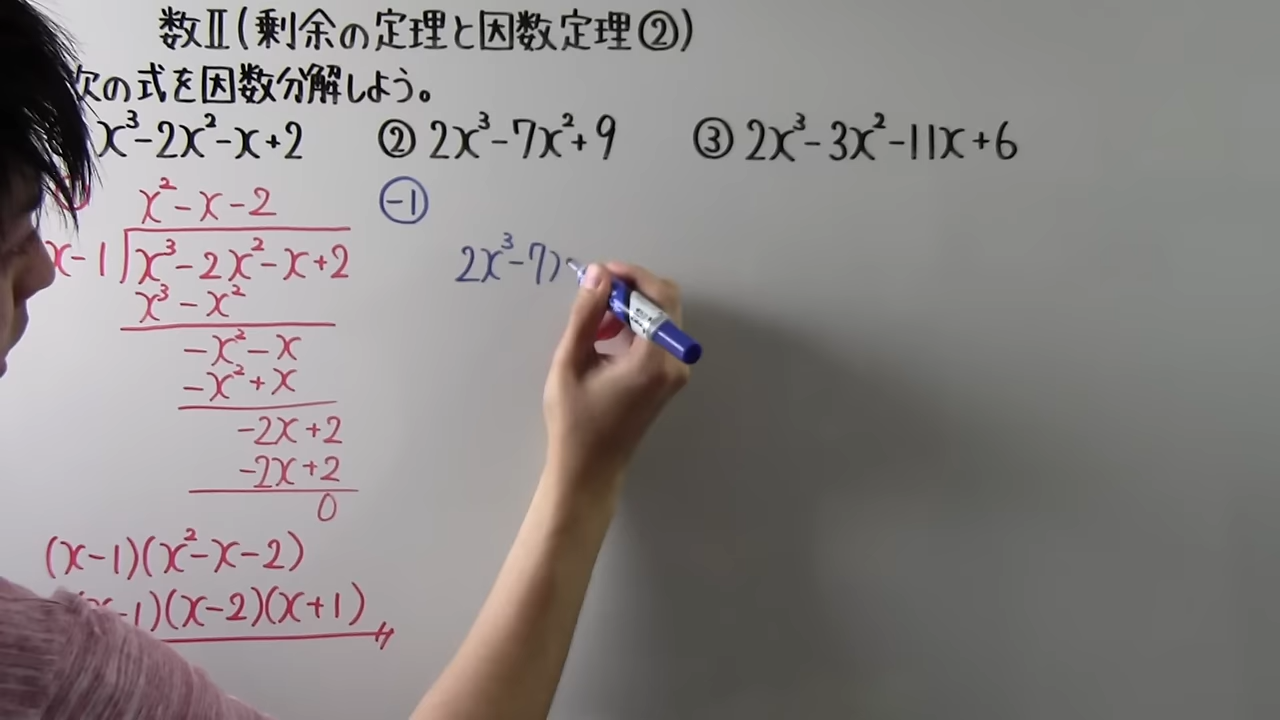 数Ⅱ(剰余の定理と因数定理②)
次の式を因数分解しよう。
x³-2x²-x+2 ② 2x³-7x²+9 ③ 2x³-3x²-11x+6
x²-x-2
x-1 x³-2x²-x+2
x³-x²
-x²-x
-x²+x
-2x+2
-2x+2
0
(x-1)(x²-x-2)
(x-1)(x-2)(x+1)
-1
2x³-7x